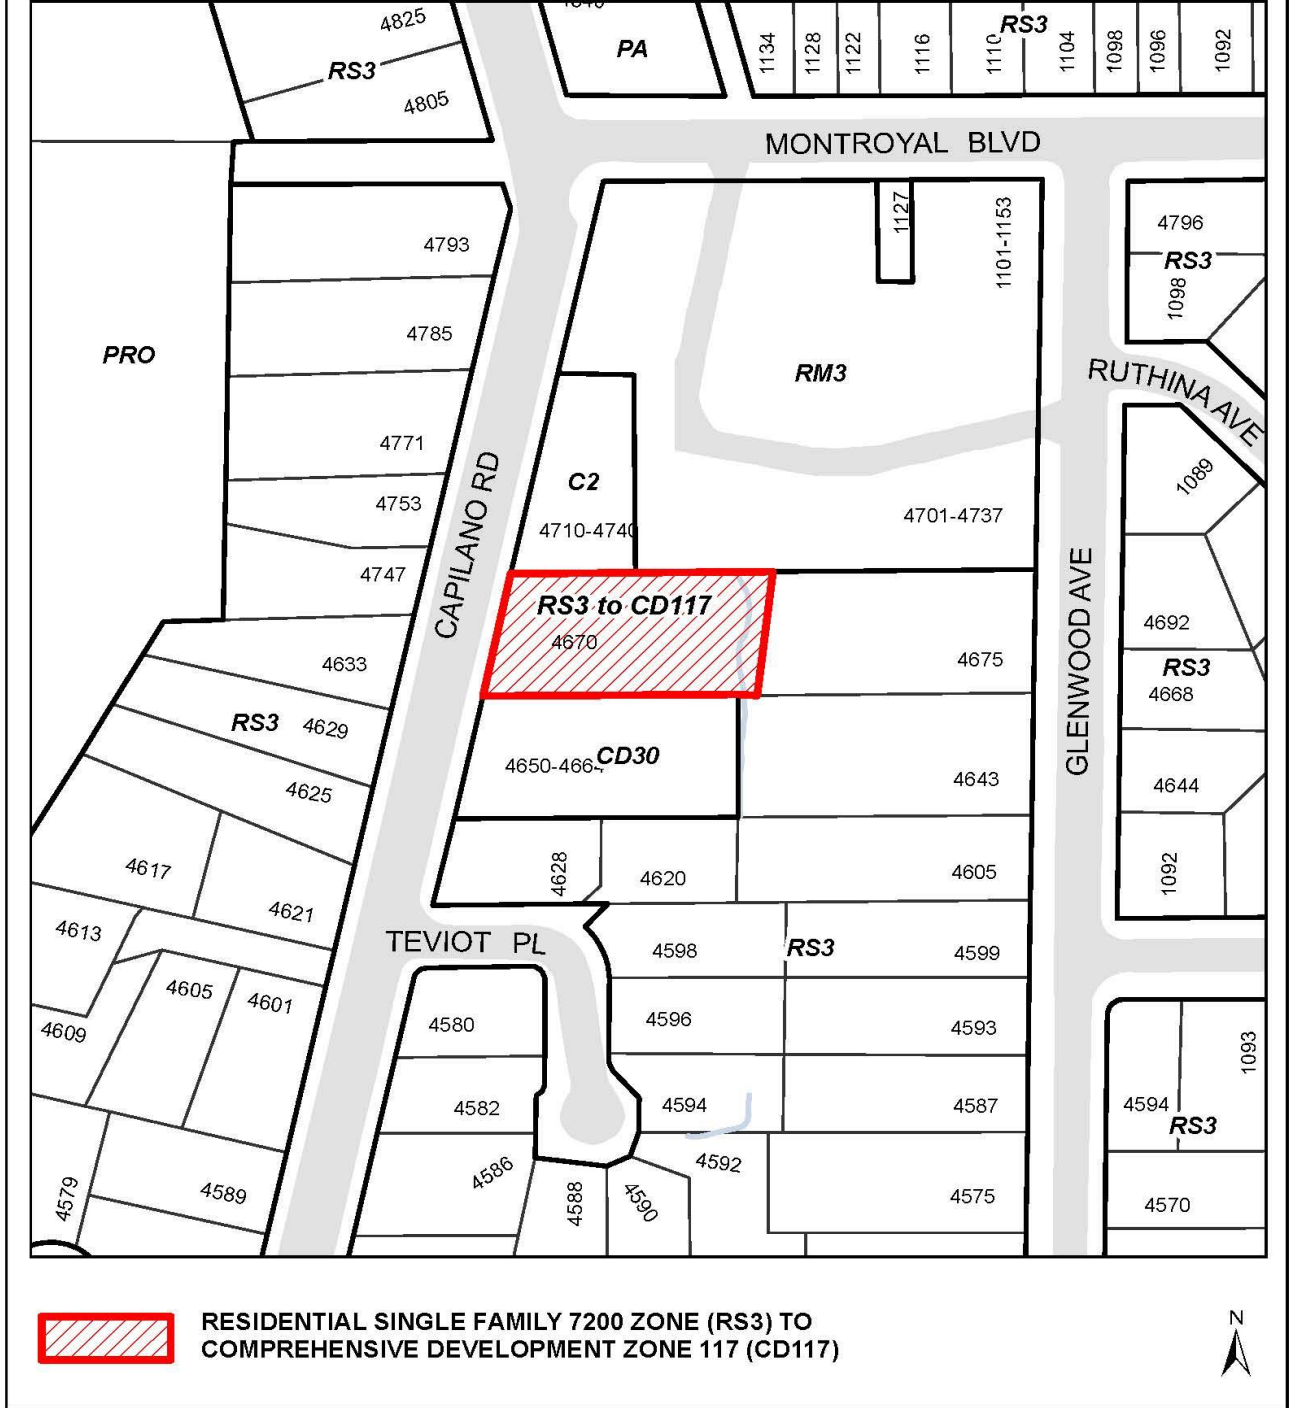 4825
PA
RS3
1134
1128
1122
1116
1110
1104
1098
1096
1092
RS3
4805
MONTROYAL BLVD
4793
1127
1101-1153
4796
RS3
1098
4785
PRO
RM3
RUTHINA AVE
4771
C2
1089
4753
4710-4740
4701-4737
4747
CAPILANO RD
GLENWOOD AVE
RS3 to CD117
4670
4692
4633
4675
RS3
4668
RS3
4629
4650-4664
CD30
4643
4644
4625
4617
4628
4620
4605
1092
4621
4613
TEVIOT PL
4598
RS3
4599
4605
4601
4609
4580
4596
4593
1093
4582
4594
4587
4594
RS3
4586
4592
4579
4589
4588
4590
4575
4570
RESIDENTIAL SINGLE FAMILY 7200 ZONE (RS3) TO
COMPREHENSIVE DEVELOPMENT ZONE 117 (CD117)
N